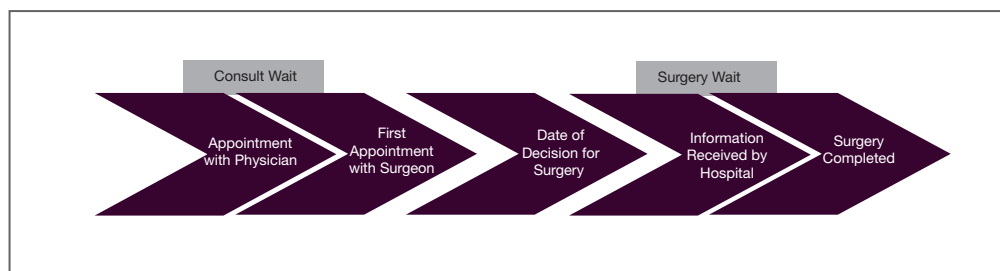 Consult Wait
Surgery Wait
Appointment
with Physician
First
Appointment
with Surgeon
Date of
Decision for
Surgery
Information
Received by
Hospital
Surgery
Completed